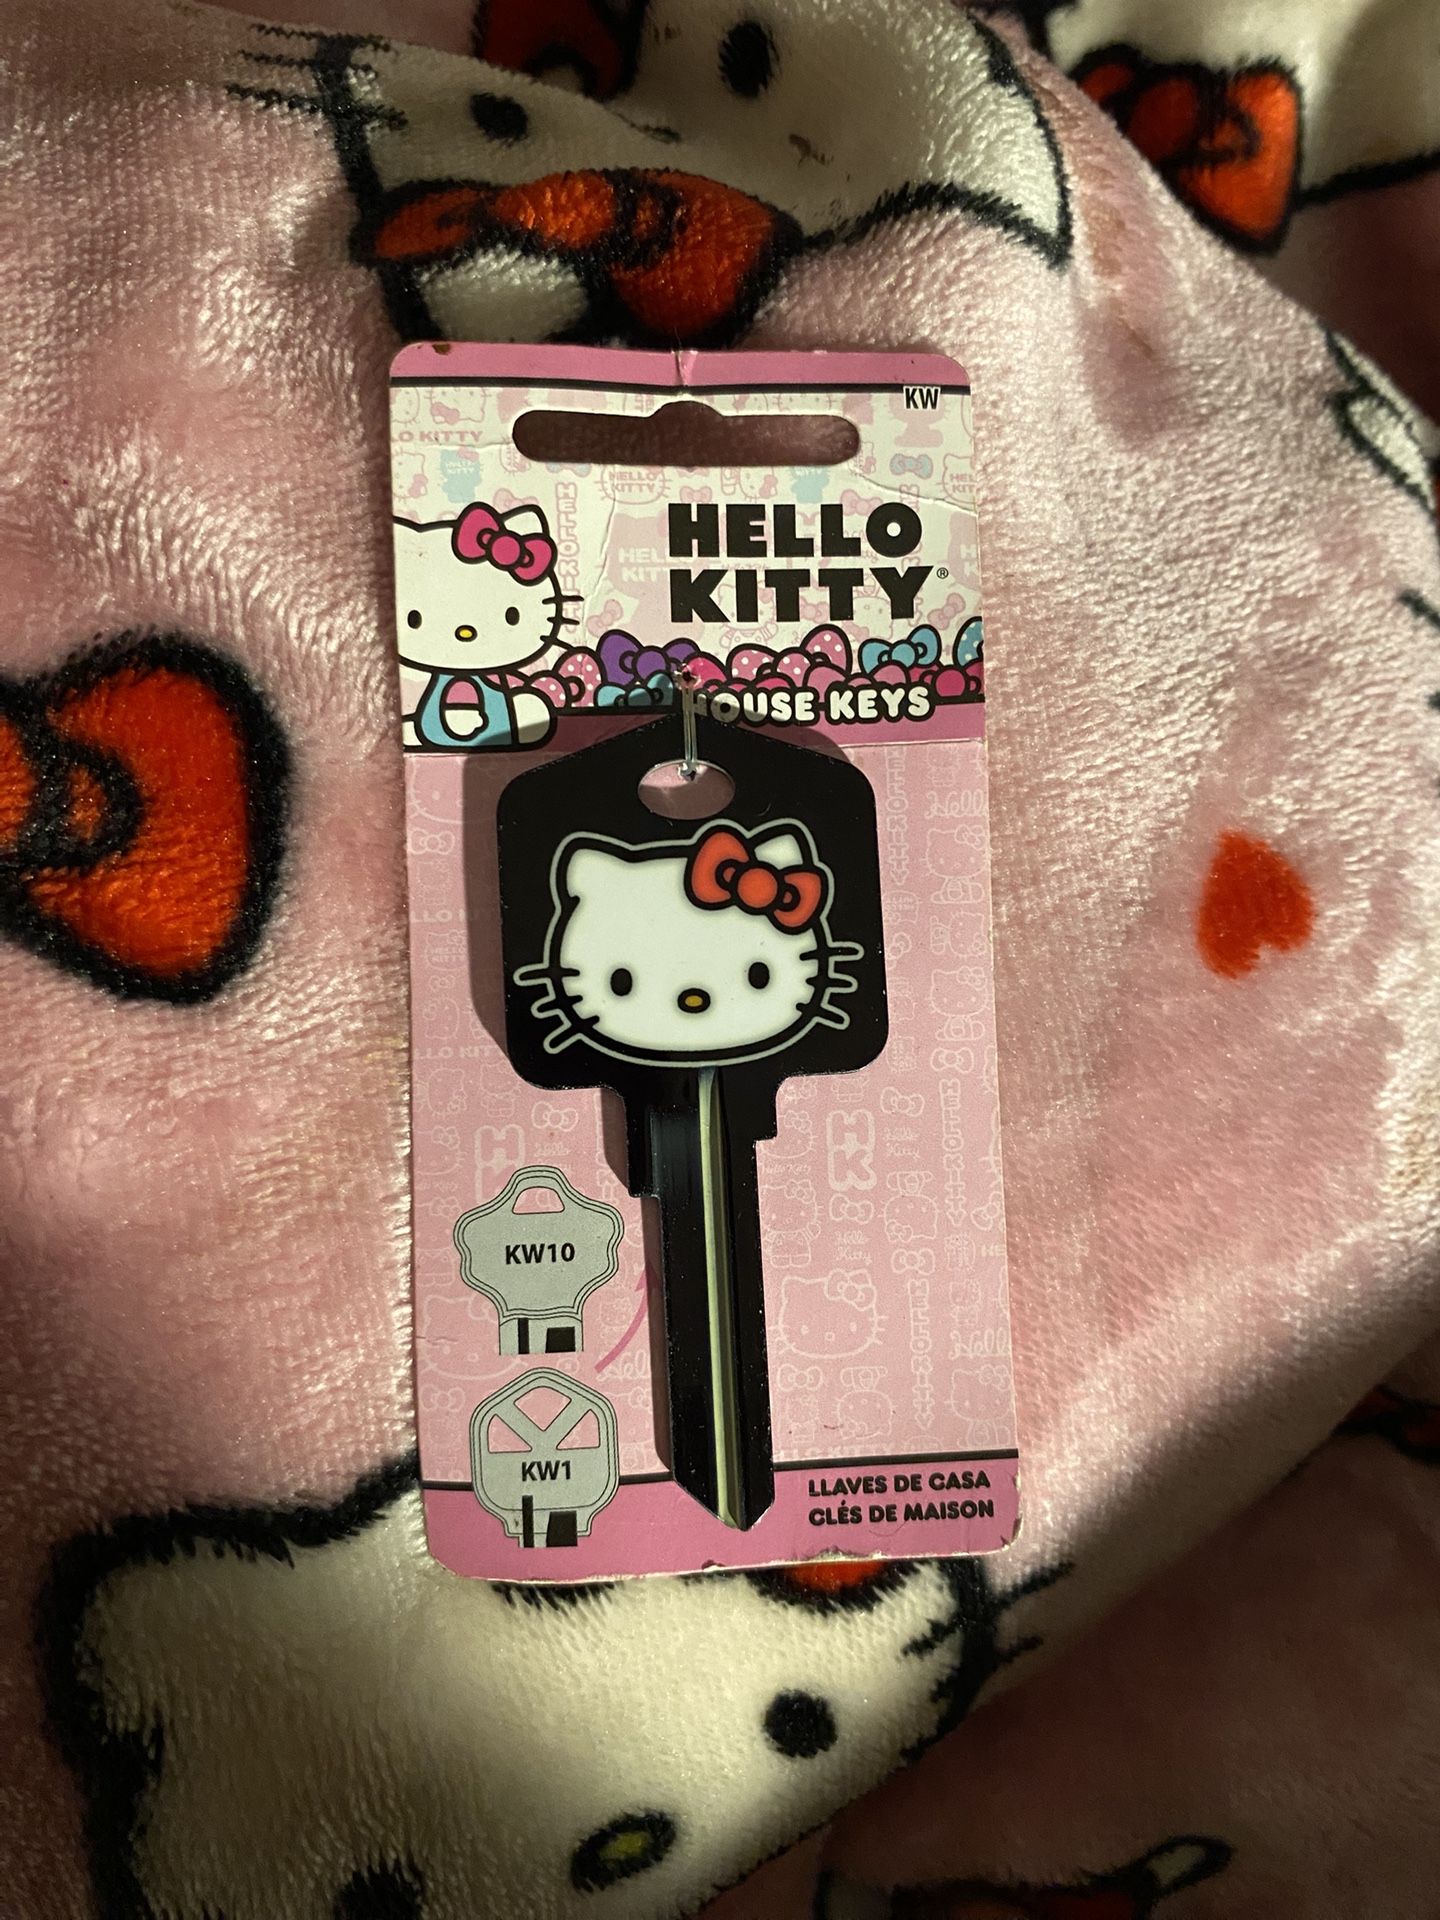 KW
HELLO
KITTY®
HOUSE KEYS
KW10
KW1
LLAVES DE CASA
CLÉS DE MAISON